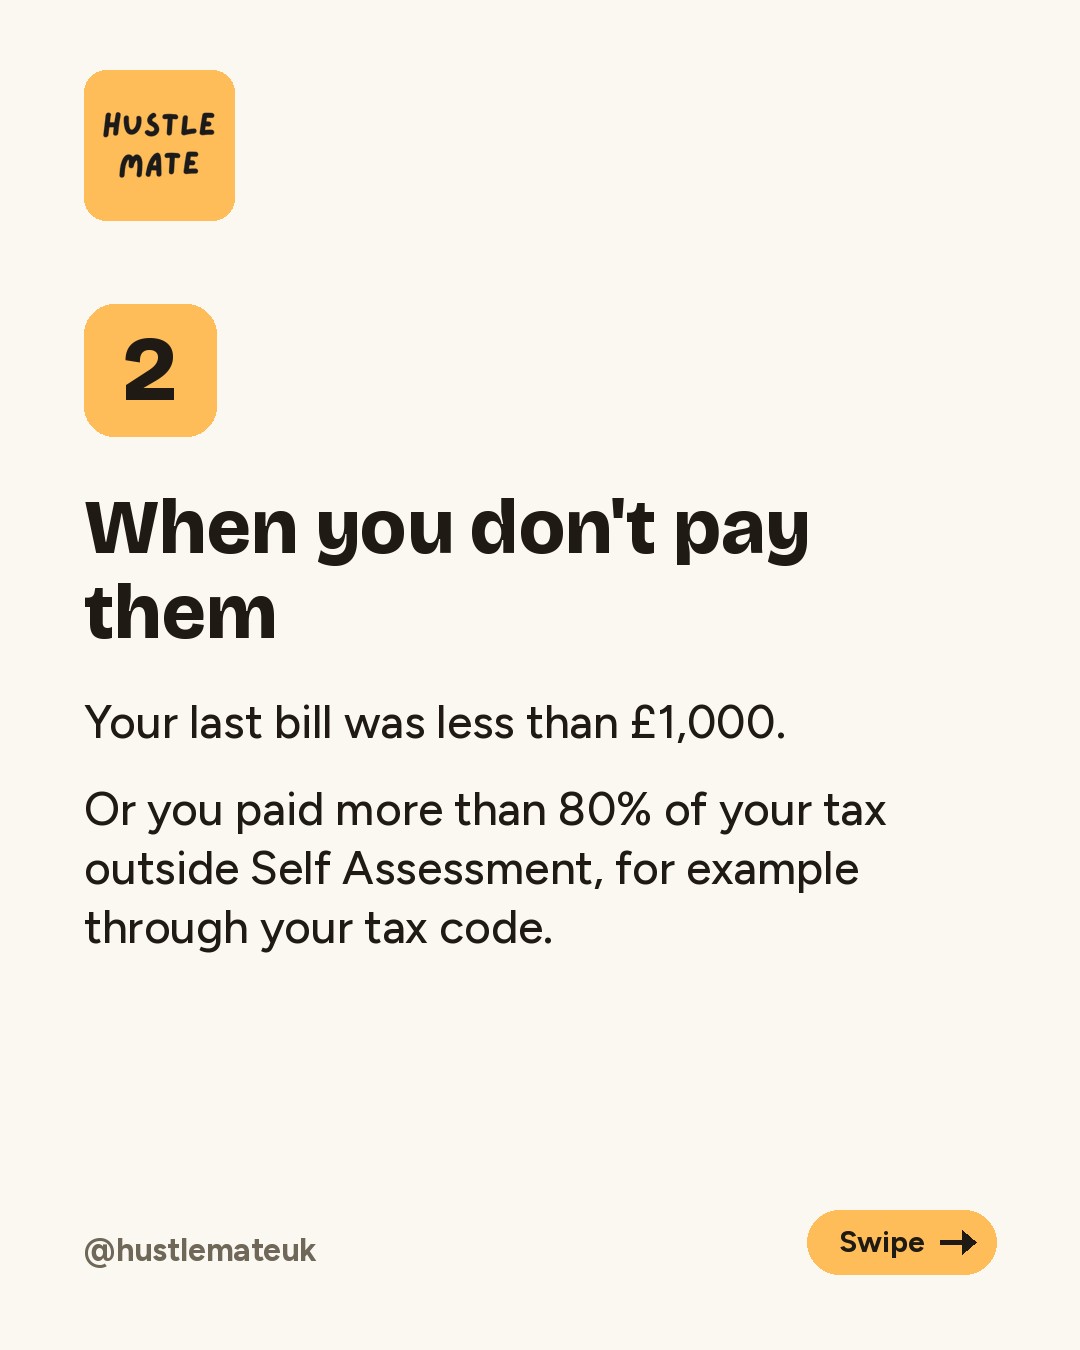 HUSTLE
MATE
2
When you don't pay
them
Your last bill was less than £1,000.
Or you paid more than 80% of your tax
outside Self Assessment, for example
through your tax code.
@hustlemateuk
Swipe